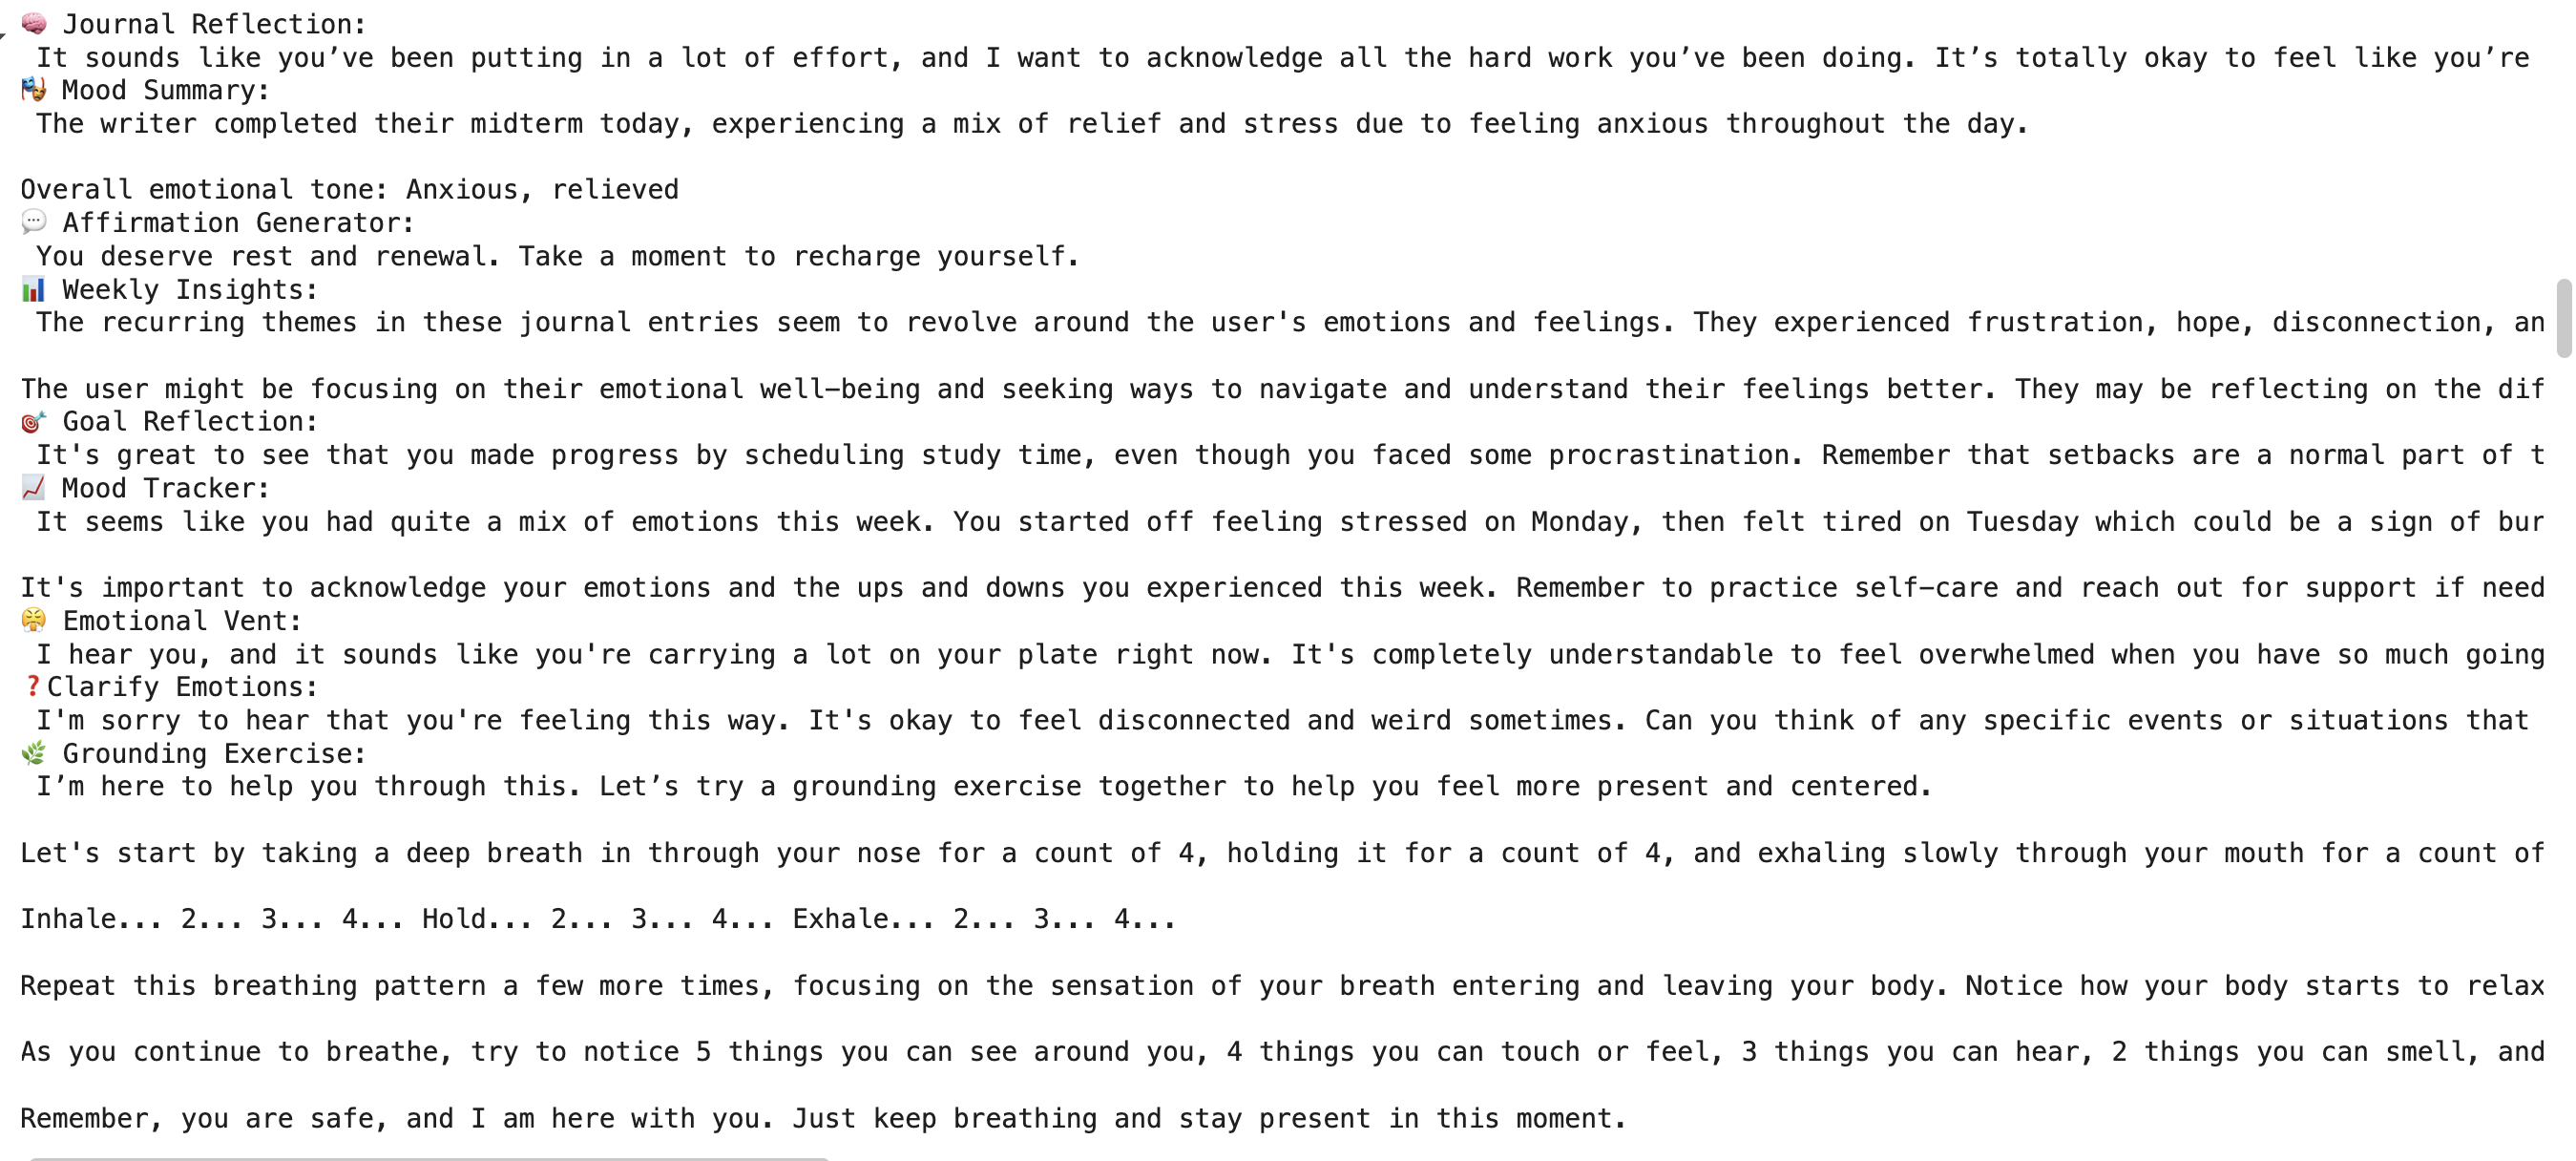 🧠 Journal Reflection:
It sounds like you’ve been putting in a lot of effort, and I want to acknowledge all the hard work you’ve been doing. It’s totally okay to feel like you’re
🎭 Mood Summary:
The writer completed their midterm today, experiencing a mix of relief and stress due to feeling anxious throughout the day.
Overall emotional tone: Anxious, relieved
💬 Affirmation Generator:
You deserve rest and renewal. Take a moment to recharge yourself.
📊 Weekly Insights:
The recurring themes in these journal entries seem to revolve around the user's emotions and feelings. They experienced frustration, hope, disconnection, an
The user might be focusing on their emotional well-being and seeking ways to navigate and understand their feelings better. They may be reflecting on the dif
🎯 Goal Reflection:
It's great to see that you made progress by scheduling study time, even though you faced some procrastination. Remember that setbacks are a normal part of t
📈 Mood Tracker:
It seems like you had quite a mix of emotions this week. You started off feeling stressed on Monday, then felt tired on Tuesday which could be a sign of bur
It's important to acknowledge your emotions and the ups and downs you experienced this week. Remember to practice self-care and reach out for support if need
😤 Emotional Vent:
I hear you, and it sounds like you're carrying a lot on your plate right now. It's completely understandable to feel overwhelmed when you have so much going
❓Clarify Emotions:
I'm sorry to hear that you're feeling this way. It's okay to feel disconnected and weird sometimes. Can you think of any specific events or situations that
🌿 Grounding Exercise:
I’m here to help you through this. Let’s try a grounding exercise together to help you feel more present and centered.
Let's start by taking a deep breath in through your nose for a count of 4, holding it for a count of 4, and exhaling slowly through your mouth for a count of
Inhale... 2... 3... 4... Hold... 2... 3... 4... Exhale... 2... 3... 4...
Repeat this breathing pattern a few more times, focusing on the sensation of your breath entering and leaving your body. Notice how your body starts to relax
As you continue to breathe, try to notice 5 things you can see around you, 4 things you can touch or feel, 3 things you can hear, 2 things you can smell, and
Remember, you are safe, and I am here with you. Just keep breathing and stay present in this moment.